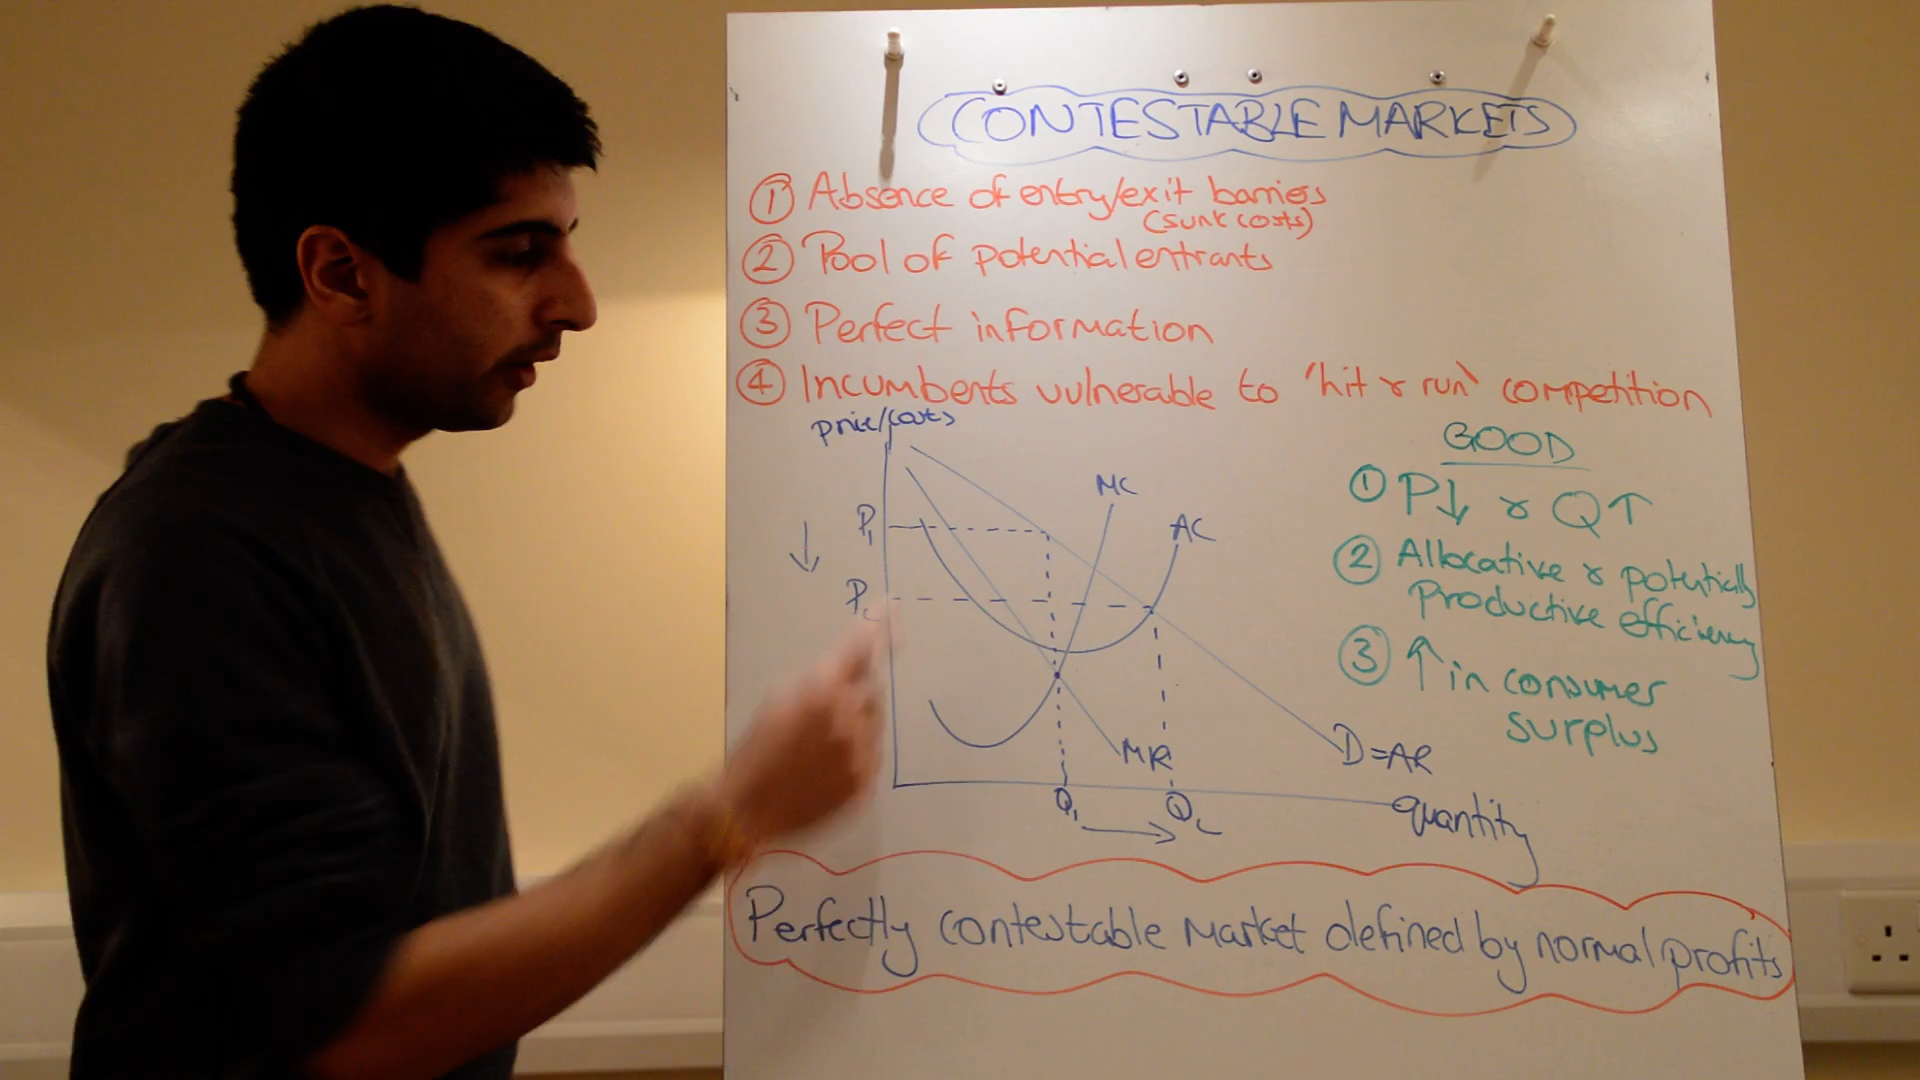 CONTESTABLE MARKETS
① Absence of entry/exit barriers
(sunk costs)
② Pool of potential entrants
③ Perfect information
④ Incumbents vulnerable to 'hit & run' competition
price/costs
GOOD
① P↓ & Q↑
② Allocative & potentially
productive efficiency
③ ↑ in consumer
surplus
MC
AC
P₁
↓
P
MR
D=AR
Q₁
→
Q꜀
quantity
Perfectly contestable market defined by normal profits